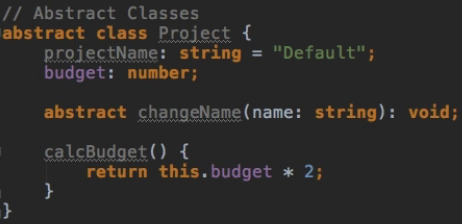 // Abstract Classes
abstract class Project {
projectName: string = "Default";
budget: number;
abstract changeName(name: string): void;
calcBudget() {
return this.budget * 2;
}
}